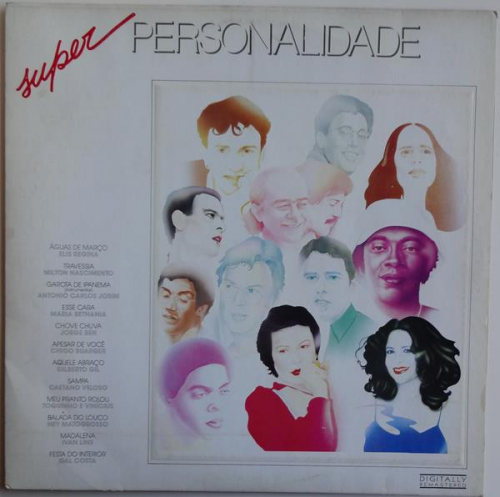 super
PERSONALIDADE
ÁGUAS DE MARÇO
ELIS REGINA
TRAVESSIA
MILTON NASCIMENTO
GAROTA DE IPANEMA
(instrumental)
ANTONIO CARLOS JOBIM
ESSE CARA
MARIA BETHANIA
CHOVE CHUVA
JORGE BEN
APESAR DE VOCÊ
CHICO BUARQUE
AQUELE ABRAÇO
GILBERTO GIL
SAMPA
CAETANO VELOSO
MEU PRANTO ROLOU
TOQUINHO E VINICIUS
BALADA DO LOUCO
NEY MATOGROSSO
MADALENA
IVAN LINS
FESTA DO INTERIOR
GAL COSTA
DIGITALLY
REMASTERED